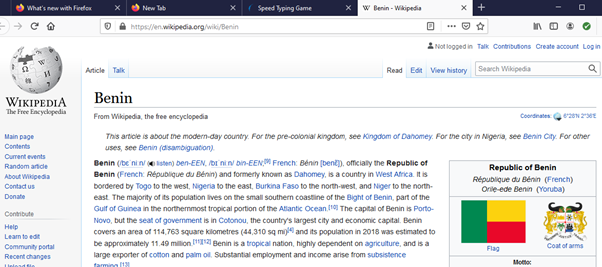 What's new with Firefox
New Tab
Speed Typing Game
W Benin - Wikipedia
https://en.wikipedia.org/wiki/Benin
Not logged in Talk Contributions Create account Log in
Article Talk
Read Edit View history
Search Wikipedia
WIKIPEDIA
The Free Encyclopedia
Main page
Contents
Current events
Random article
About Wikipedia
Contact us
Donate
Contribute
Help
Learn to edit
Community portal
Recent changes
Upload file
Benin
From Wikipedia, the free encyclopedia
Coordinates: 6°28′N 2°36′E
This article is about the modern-day country. For the pre-colonial kingdom, see Kingdom of Dahomey. For the city in Nigeria, see Benin City. For other
uses, see Benin (disambiguation).
Benin (/bɪˈniːn/ (listen) ben-EEN, /bɪˈniːn/ bin-EEN;[9] French: Bénin [benɛ̃]), officially the Republic of
Benin (French: République du Bénin) and formerly known as Dahomey, is a country in West Africa. It is
bordered by Togo to the west, Nigeria to the east, Burkina Faso to the north-west, and Niger to the north-
east. The majority of its population lives on the small southern coastline of the Bight of Benin, part of the
Gulf of Guinea in the northernmost tropical portion of the Atlantic Ocean.[10] The capital of Benin is Porto-
Novo, but the seat of government is in Cotonou, the country's largest city and economic capital. Benin
covers an area of 114,763 square kilometres (44,310 sq mi)[4] and its population in 2018 was estimated to
be approximately 11.49 million.[11][12] Benin is a tropical nation, highly dependent on agriculture, and is a
large exporter of cotton and palm oil. Substantial employment and income arise from subsistence
farming.[13]
Republic of Benin
République du Bénin (French)
Orílẹ̀-èdè Benin (Yoruba)
Flag
Coat of arms
Motto: